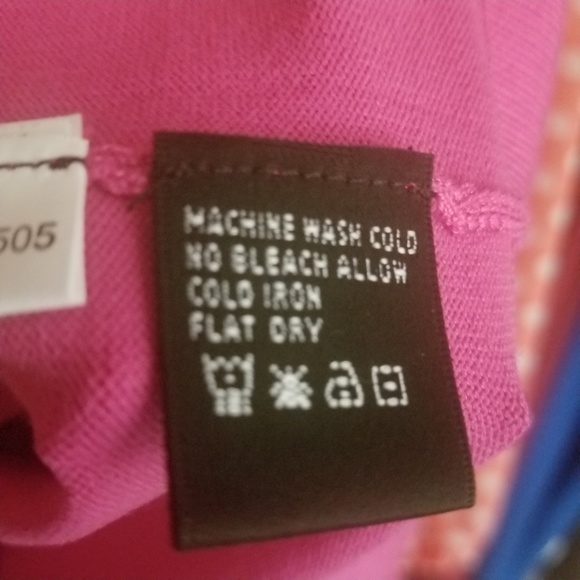 505
MACHINE WASH COLD
NO BLEACH ALLOW
COLD IRON
FLAT DRY